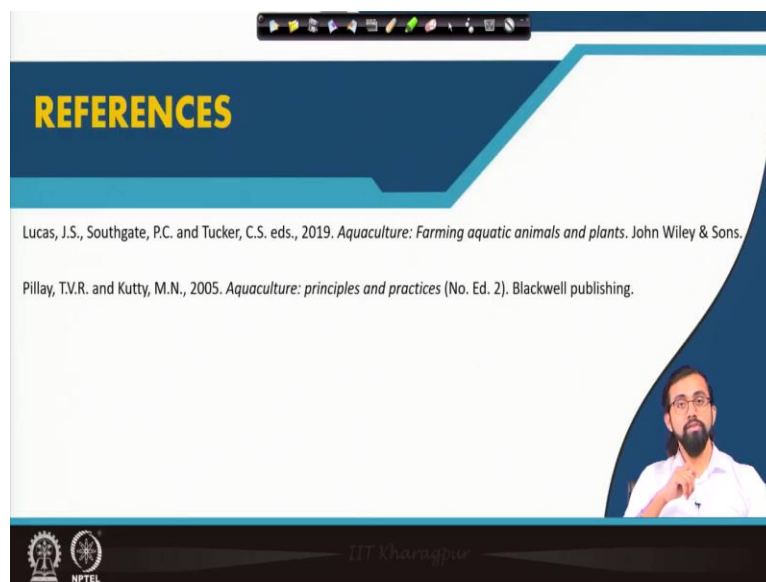 REFERENCES
Lucas, J.S., Southgate, P.C. and Tucker, C.S. eds., 2019. Aquaculture: Farming aquatic animals and plants. John Wiley & Sons.
Pillay, T.V.R. and Kutty, M.N., 2005. Aquaculture: principles and practices (No. Ed. 2). Blackwell publishing.
IIT Kharagpur
NPTEL